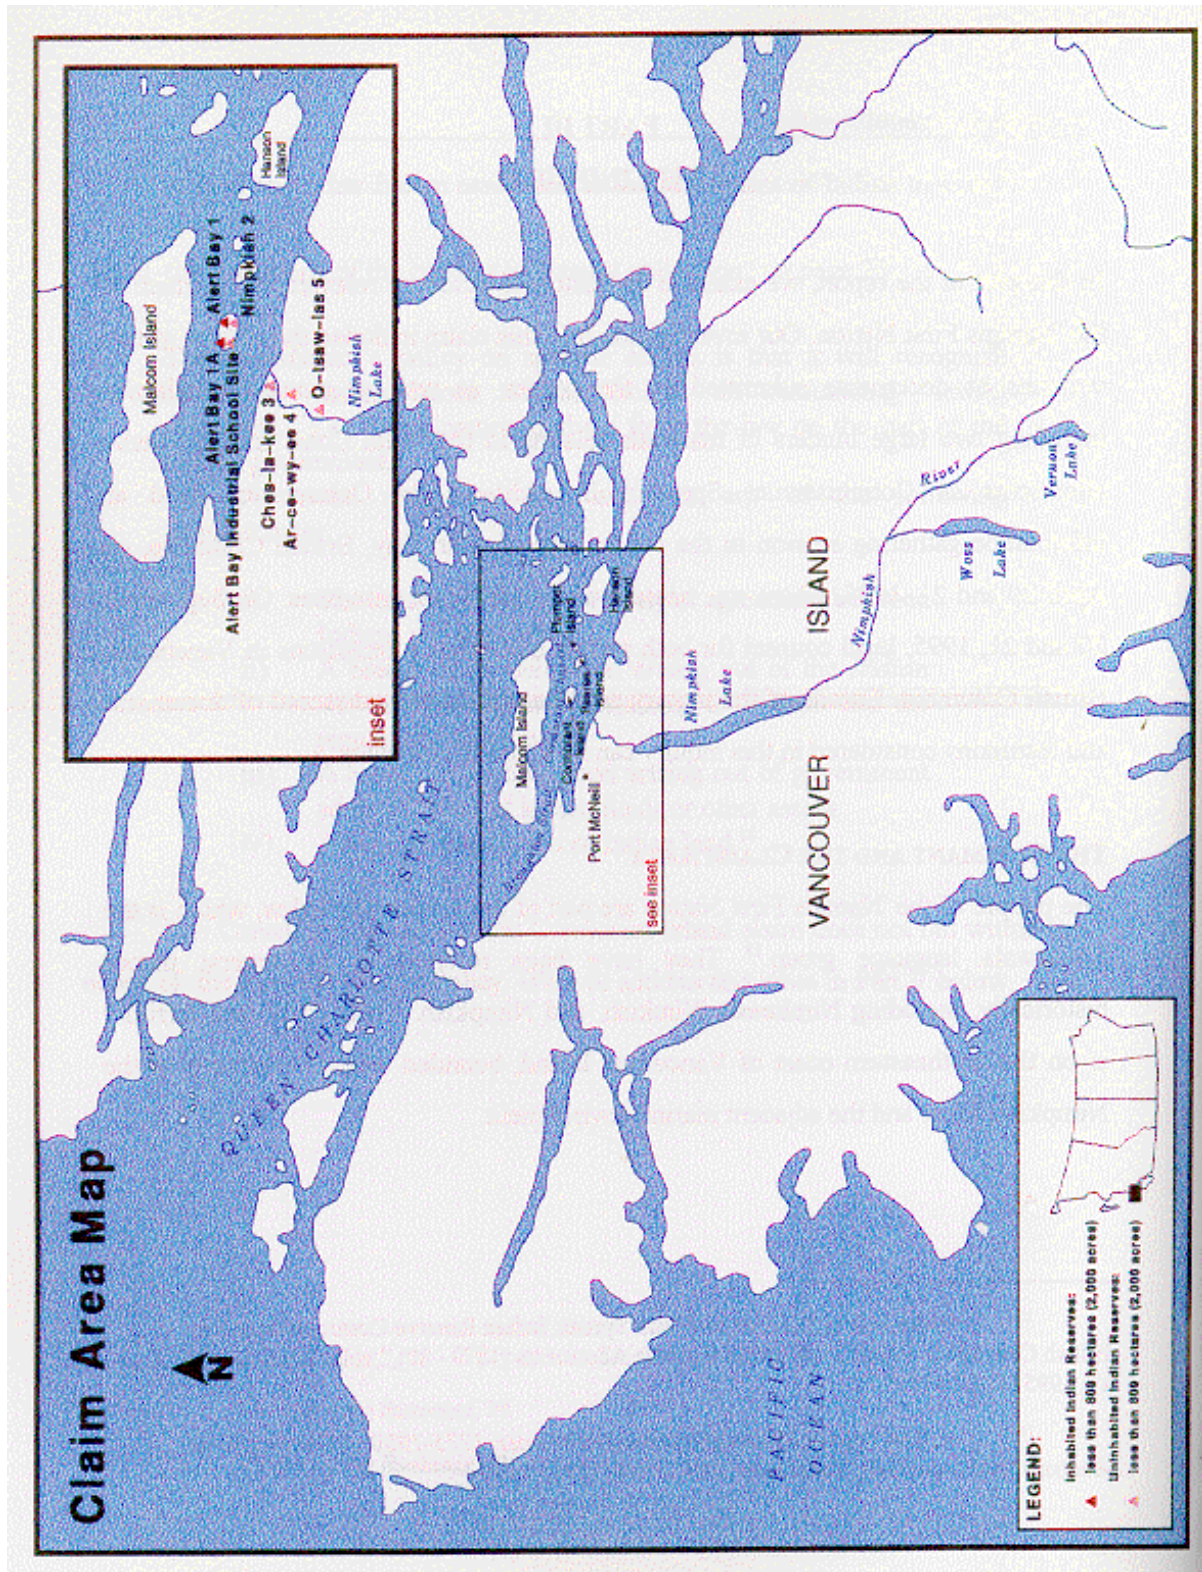 Claim Area Map
N
QUEEN CHARLOTTE STRAIT
Malcom Island
Cormorant
Island
Pearse
Island
Plumper
Island
Hanson
Island
Port McNeill
see inset
Nimpkish
Lake
VANCOUVER ISLAND
Nimpkish River
Woss
Lake
Vernon
Lake
PACIFIC
OCEAN
Malcom Island
Hanson
Island
Alert Bay 1A
Alert Bay 1
Alert Bay Industrial School Site
Nimpkish 2
Ches-la-kee 3
Ar-ce-wy-ee 4
O-tsaw-las 5
Nimpkish
Lake
inset
LEGEND:
Inhabited Indian Reserves:
less than 809 hectares (2,000 acres)
Uninhabited Indian Reserves:
less than 809 hectares (2,000 acres)